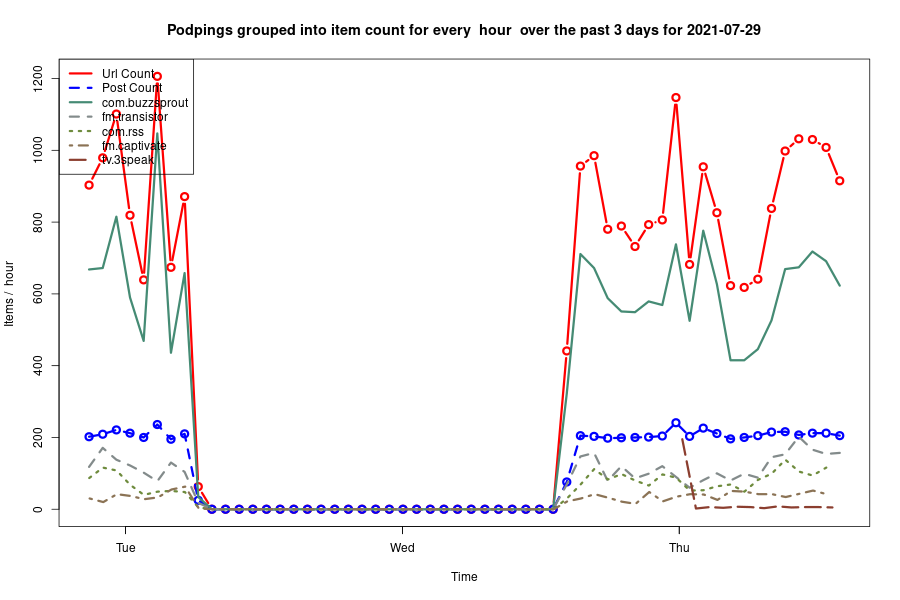 Podpings grouped into item count for every  hour  over the past 3 days for 2021-07-29
Items /  hour
1200
1000
800
600
400
200
0
Url Count
Post Count
com.buzzsprout
fm.transistor
com.rss
fm.captivate
tv.3speak
Tue
Wed
Thu
Time